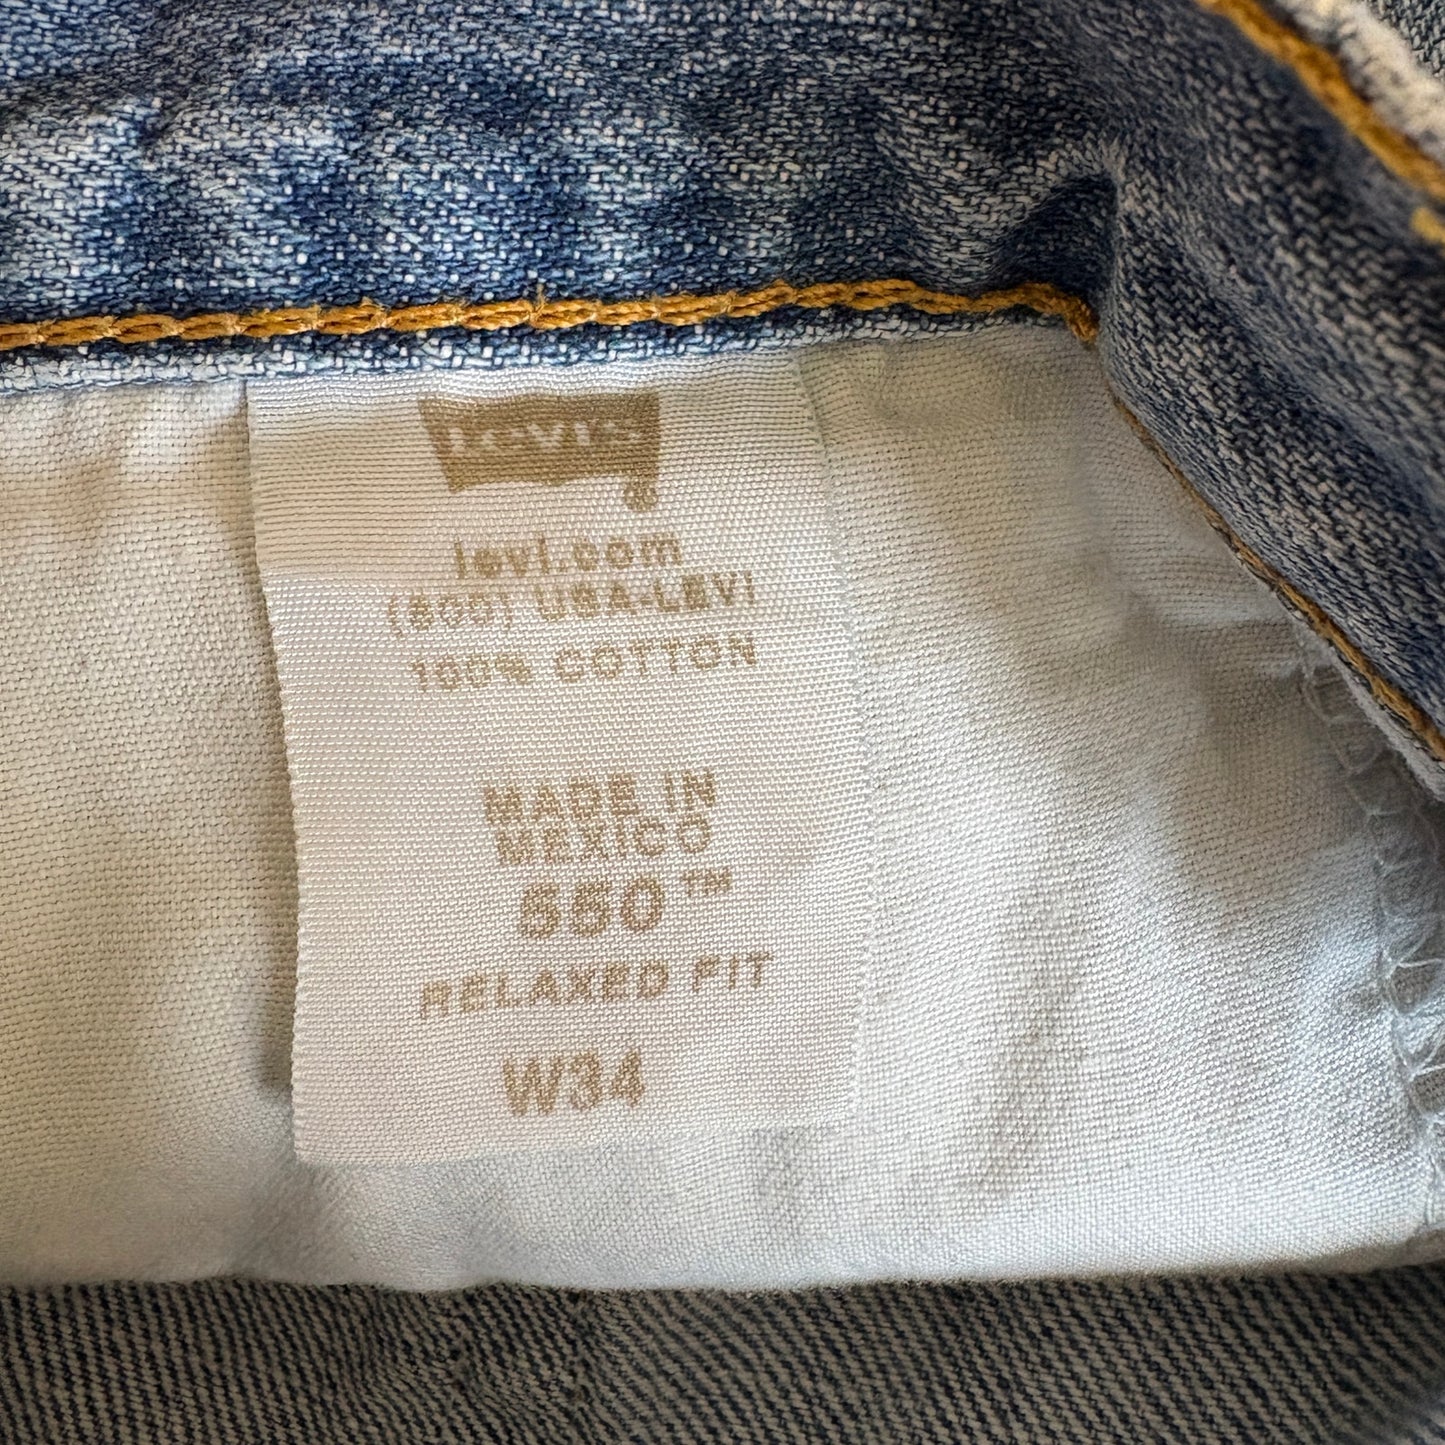 Levi's
®
levi.com
(800) USA-LEVI
100% COTTON
MADE IN
MEXICO
550™
RELAXED FIT
W34